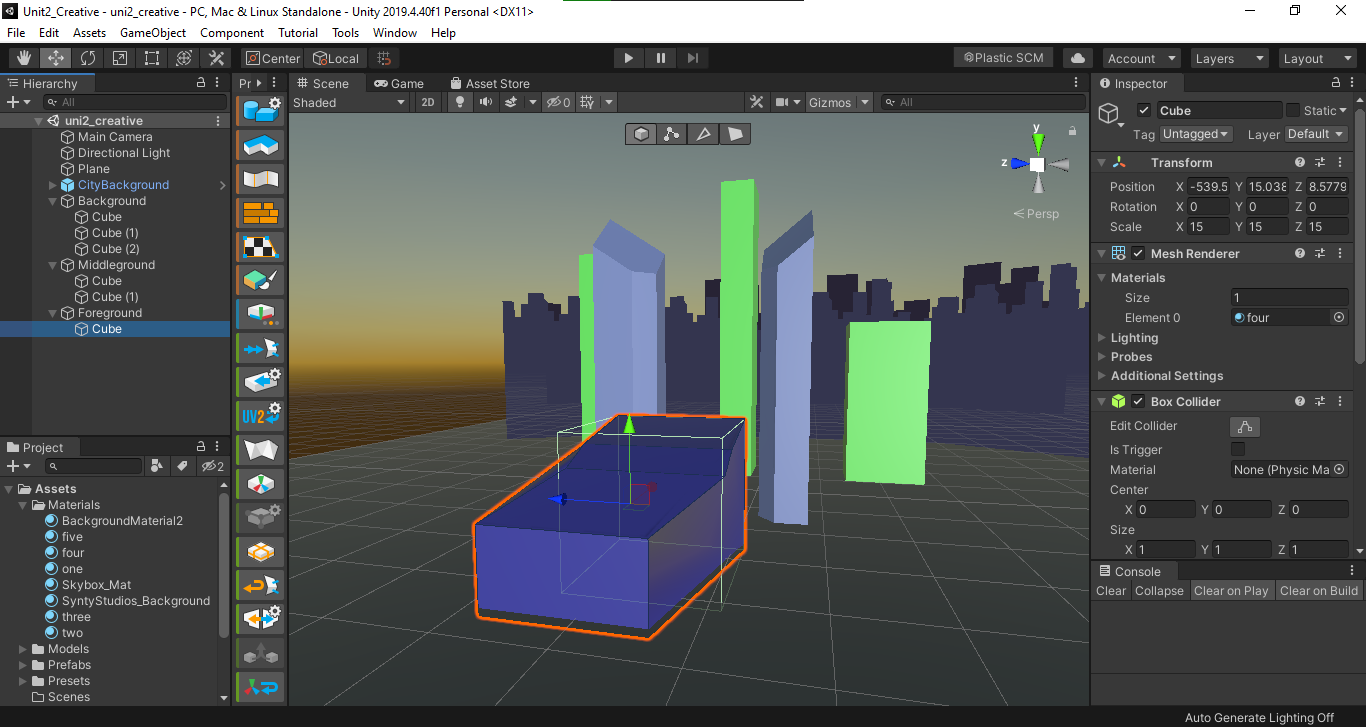 Unit2_Creative - uni2_creative - PC, Mac & Linux Standalone - Unity 2019.4.40f1 Personal <DX11>
File Edit Assets GameObject Component Tutorial Tools Window Help
Center Local Plastic SCM Account Layers Layout
Hierarchy
All
uni2_creative
Main Camera
Directional Light
Plane
CityBackground
Background
Cube
Cube (1)
Cube (2)
Middleground
Cube
Cube (1)
Foreground
Cube
Project
2
Assets
Materials
BackgroundMaterial2
five
four
one
Skybox_Mat
SyntyStudios_Background
three
two
Models
Prefabs
Presets
Scenes
Pr
UV2
Scene Game Asset Store
Shaded 2D 0 Gizmos All
y
z
Persp
Inspector
Cube Static
Tag Untagged Layer Default
Transform
Position X -539.5 Y 15.038 Z 8.5779
Rotation X 0 Y 0 Z 0
Scale X 15 Y 15 Z 15
Mesh Renderer
Materials
Size 1
Element 0 four
Lighting
Probes
Additional Settings
Box Collider
Edit Collider
Is Trigger
Material None (Physic Ma
Center
X 0 Y 0 Z 0
Size
X 1 Y 1 Z 1
Console
Clear Collapse Clear on Play Clear on Build
Auto Generate Lighting Off